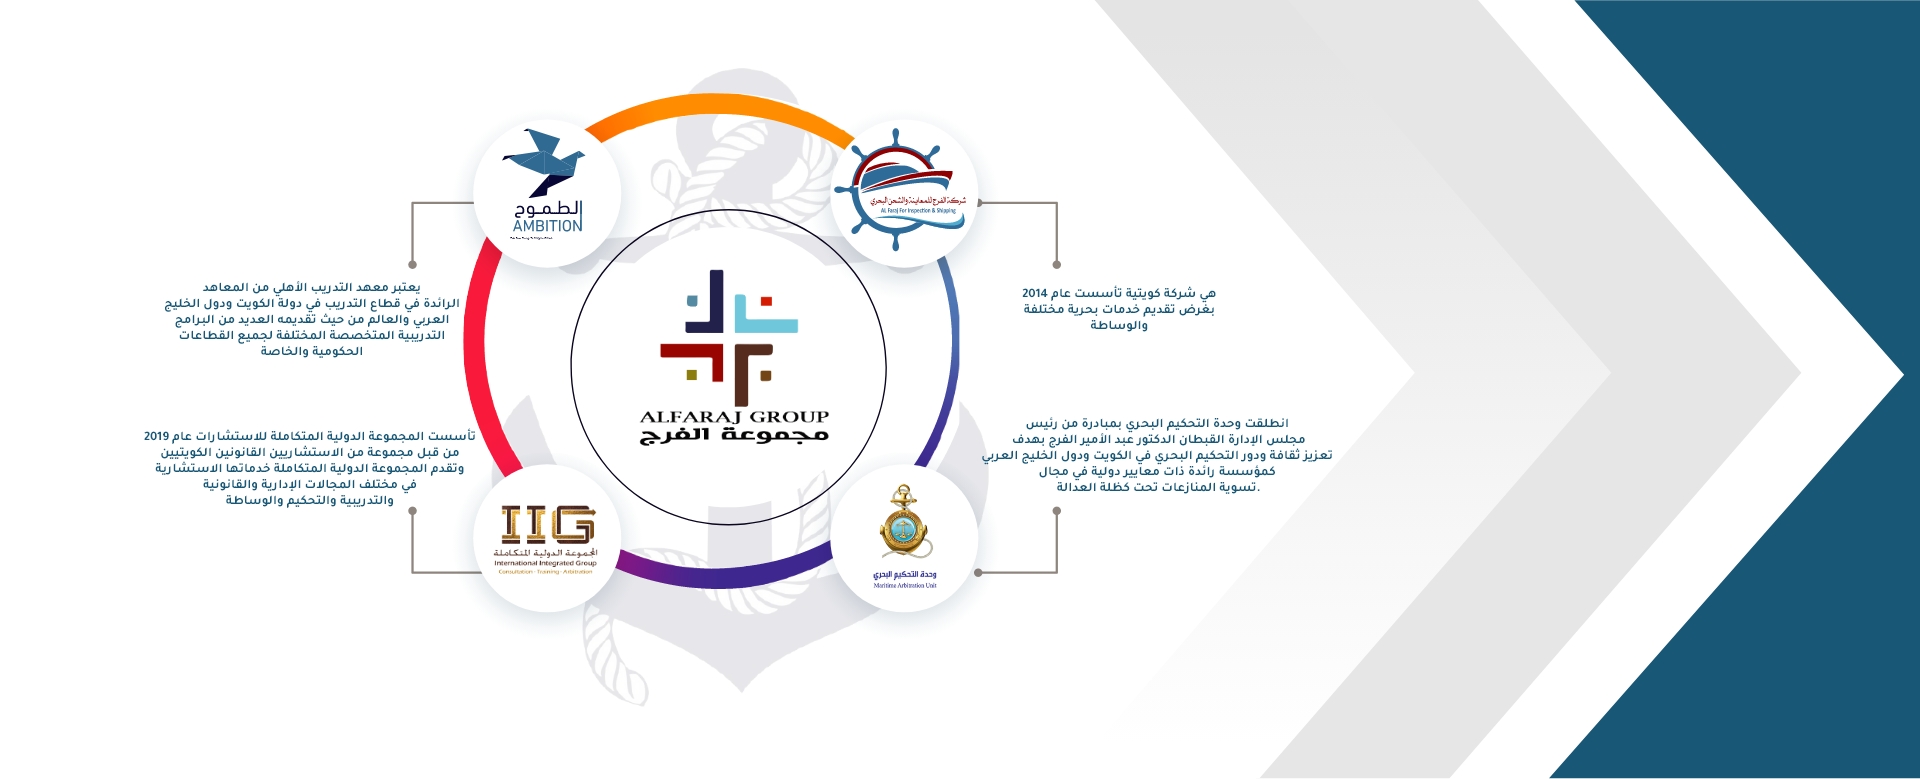 الطموح
AMBITION
يعتبر معهد التدريب الأهلي من المعاهد
الرائدة في قطاع التدريب في دولة الكويت ودول الخليج
العربي والعالم من حيث تقديمه العديد من البرامج
التدريبية المتخصصة المختلفة لجميع القطاعات
الحكومية والخاصة
شركة الفرج للمعاينة والشحن البحري
AL Faraj For Inspection & Shipping
هي شركة كويتية تأسست عام 2014
بغرض تقديم خدمات بحرية مختلفة
والوساطة
ALFARAJ GROUP
مجموعة الفرج
تأسست المجموعة الدولية المتكاملة للاستشارات عام 2019
من قبل مجموعة من الاستشاريين القانونين الكويتيين
وتقدم المجموعة الدولية المتكاملة خدماتها الاستشارية
في مختلف المجالات الإدارية والقانونية
والتدريبية والتحكيم والوساطة
IIG
المجموعة الدولية المتكاملة
International Integrated Group
Consultation - Training - Arbitration
انطلقت وحدة التحكيم البحري بمبادرة من رئيس
مجلس الإدارة القبطان الدكتور عبد الأمير الفرج بهدف
تعزيز ثقافة ودور التحكيم البحري في الكويت ودول الخليج العربي
كمؤسسة رائدة ذات معايير دولية في مجال
تسوية المنازعات تحت كظلة العدالة.
وحدة التحكيم البحري
Maritime Arbitration Unit